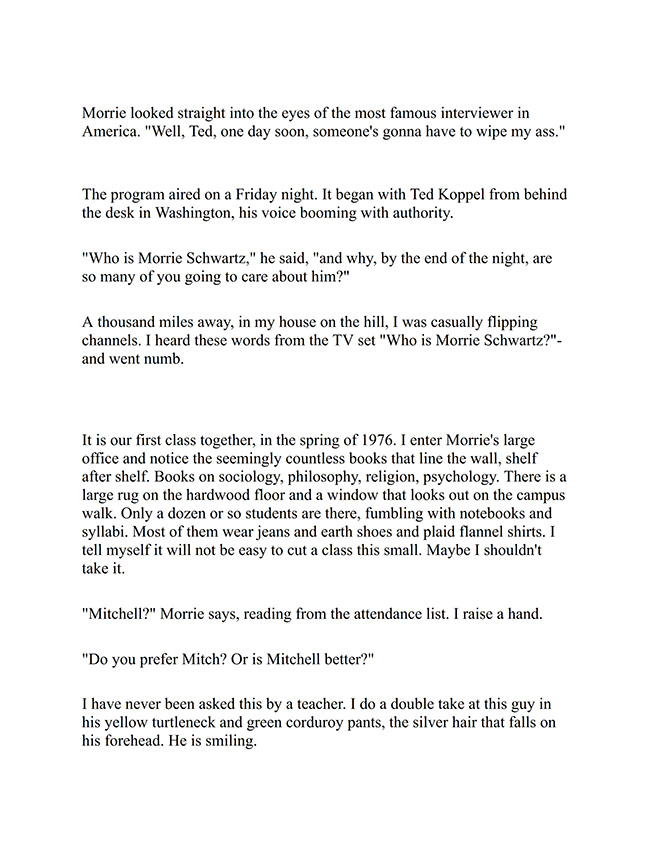 Morrie looked straight into the eyes of the most famous interviewer in
America. "Well, Ted, one day soon, someone's gonna have to wipe my ass."
The program aired on a Friday night. It began with Ted Koppel from behind
the desk in Washington, his voice booming with authority.
"Who is Morrie Schwartz," he said, "and why, by the end of the night, are
so many of you going to care about him?"
A thousand miles away, in my house on the hill, I was casually flipping
channels. I heard these words from the TV set "Who is Morrie Schwartz?"-
and went numb.
It is our first class together, in the spring of 1976. I enter Morrie's large
office and notice the seemingly countless books that line the wall, shelf
after shelf. Books on sociology, philosophy, religion, psychology. There is a
large rug on the hardwood floor and a window that looks out on the campus
walk. Only a dozen or so students are there, fumbling with notebooks and
syllabi. Most of them wear jeans and earth shoes and plaid flannel shirts. I
tell myself it will not be easy to cut a class this small. Maybe I shouldn't
take it.
"Mitchell?" Morrie says, reading from the attendance list. I raise a hand.
"Do you prefer Mitch? Or is Mitchell better?"
I have never been asked this by a teacher. I do a double take at this guy in
his yellow turtleneck and green corduroy pants, the silver hair that falls on
his forehead. He is smiling.